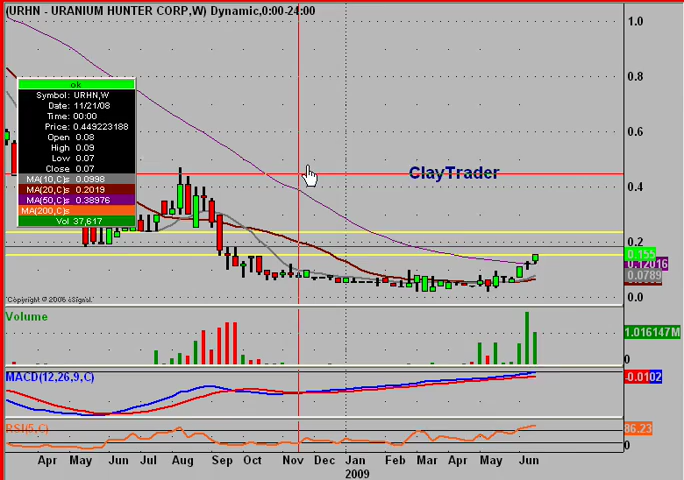 (URHN - URANIUM HUNTER CORP,W) Dynamic,0:00-24:00
1.0
ok
Symbol: URHN,W
Date: 11/21/08
Time: 00:00
Price: 0.449223188
Open 0.08
High 0.09
Low 0.07
Close 0.07
MA(10,C)s 0.0998
MA(20,C)s 0.2019
MA(50,C)s 0.38976
MA(200,C)s
Vol 37,617
0.8
0.6
ClayTrader
0.4
0.2
0.155
0.12016
0.0789
0.0
Copyright © 2006 eSignal.
Volume
1.016147M
0
MACD(12,26,9,C)
-0.0102
RSI(5,C)
86.23
0
Apr May Jun Jul Aug Sep Oct Nov Dec Jan Feb Mar Apr May Jun
2009